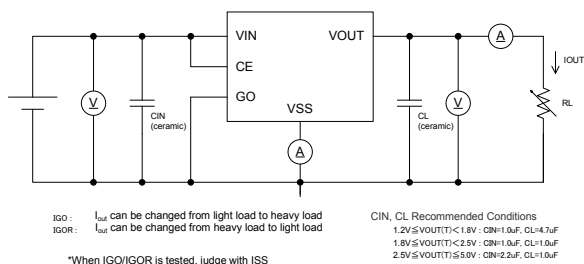 VIN
VOUT
A
IOUT
CE
GO
V
CIN
(ceramic)
VSS
CL
(ceramic)
V
RL
A
IGO : Iout can be changed from light load to heavy load
IGOR : Iout can be changed from heavy load to light load
*When IGO/IGOR is tested, judge with ISS
CIN, CL Recommended Conditions
1.2V≦VOUT(T)<1.8V : CIN=1.0uF, CL=4.7uF
1.8V≦VOUT(T)<2.5V : CIN=1.0uF, CL=1.0uF
2.5V≦VOUT(T)≦5.0V : CIN=2.2uF, CL=1.0uF